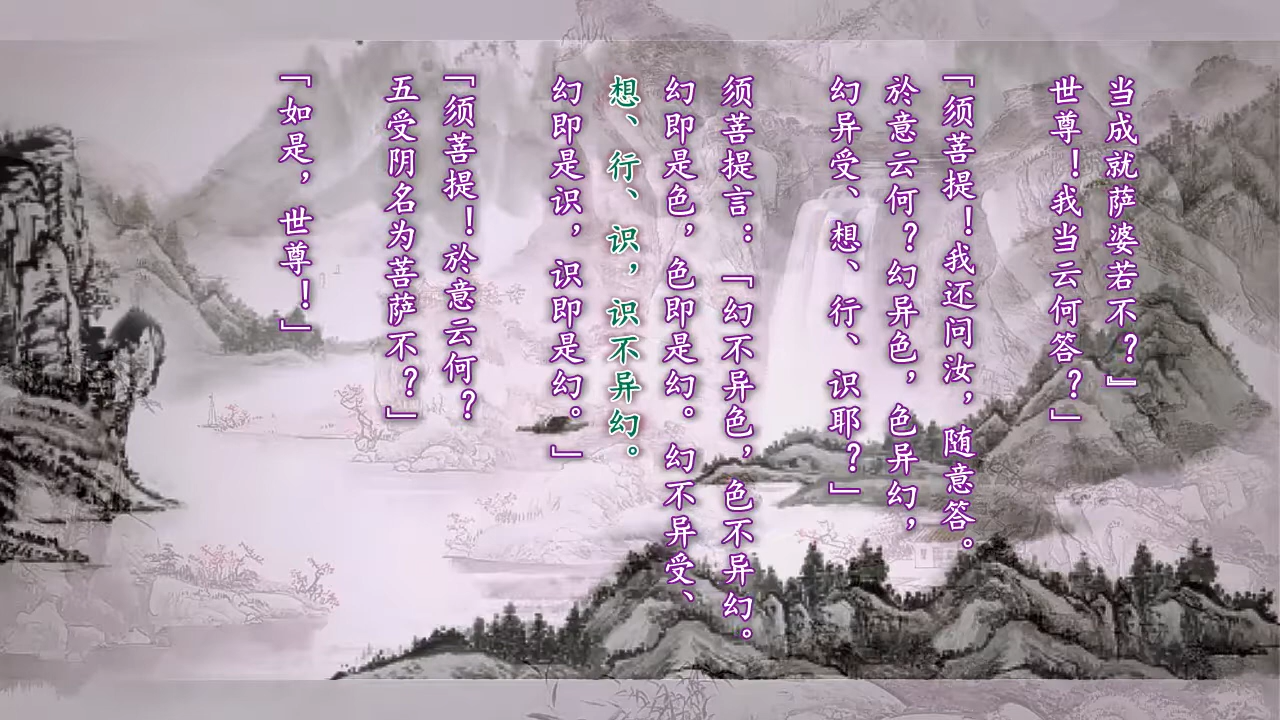 当成就萨婆若不？』
世尊！我当云何答？」
「须菩提！我还问汝，随意答。
於意云何？幻异色，色异幻，
幻异受、想、行、识耶？」
须菩提言：「幻不异色，色不异幻。
幻即是色，色即是幻。幻不异受、
想、行、识，识不异幻。
幻即是识，识即是幻。」
「须菩提！於意云何？
五受阴名为菩萨不？」
「如是，世尊！」